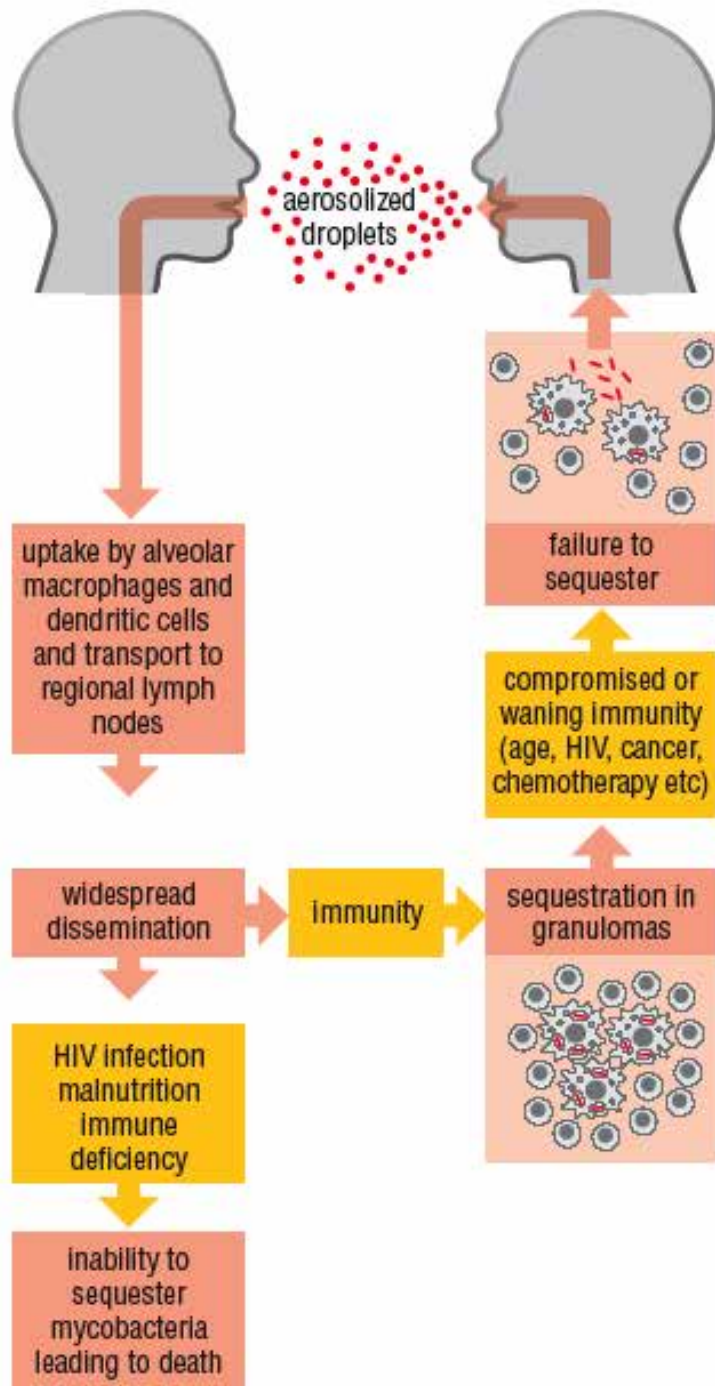 aerosolized
droplets
uptake by alveolar
macrophages and
dendritic cells
and transport to
regional lymph
nodes
failure to
sequester
compromised or
waning immunity
(age, HIV, cancer,
chemotherapy etc)
widespread
dissemination
immunity
sequestration in
granulomas
HIV infection
malnutrition
immune
deficiency
inability to
sequester
mycobacteria
leading to death